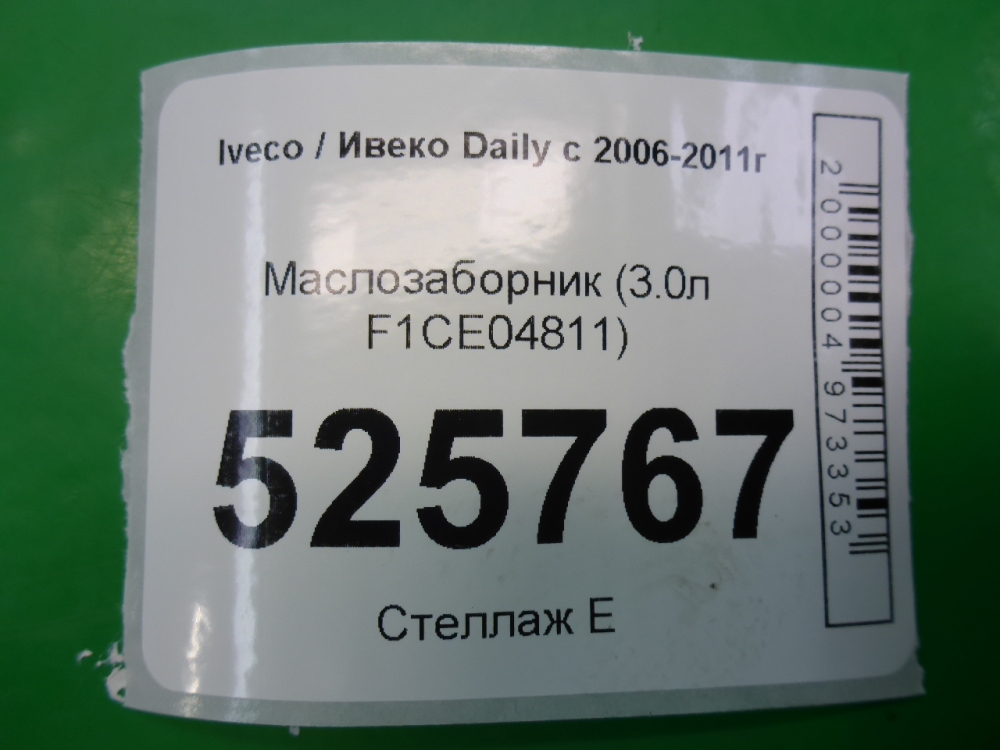 Iveco / Ивеко Daily с 2006-2011г
Маслозаборник (3.0л
F1CE04811)
525767
Стеллаж E
2000004973353